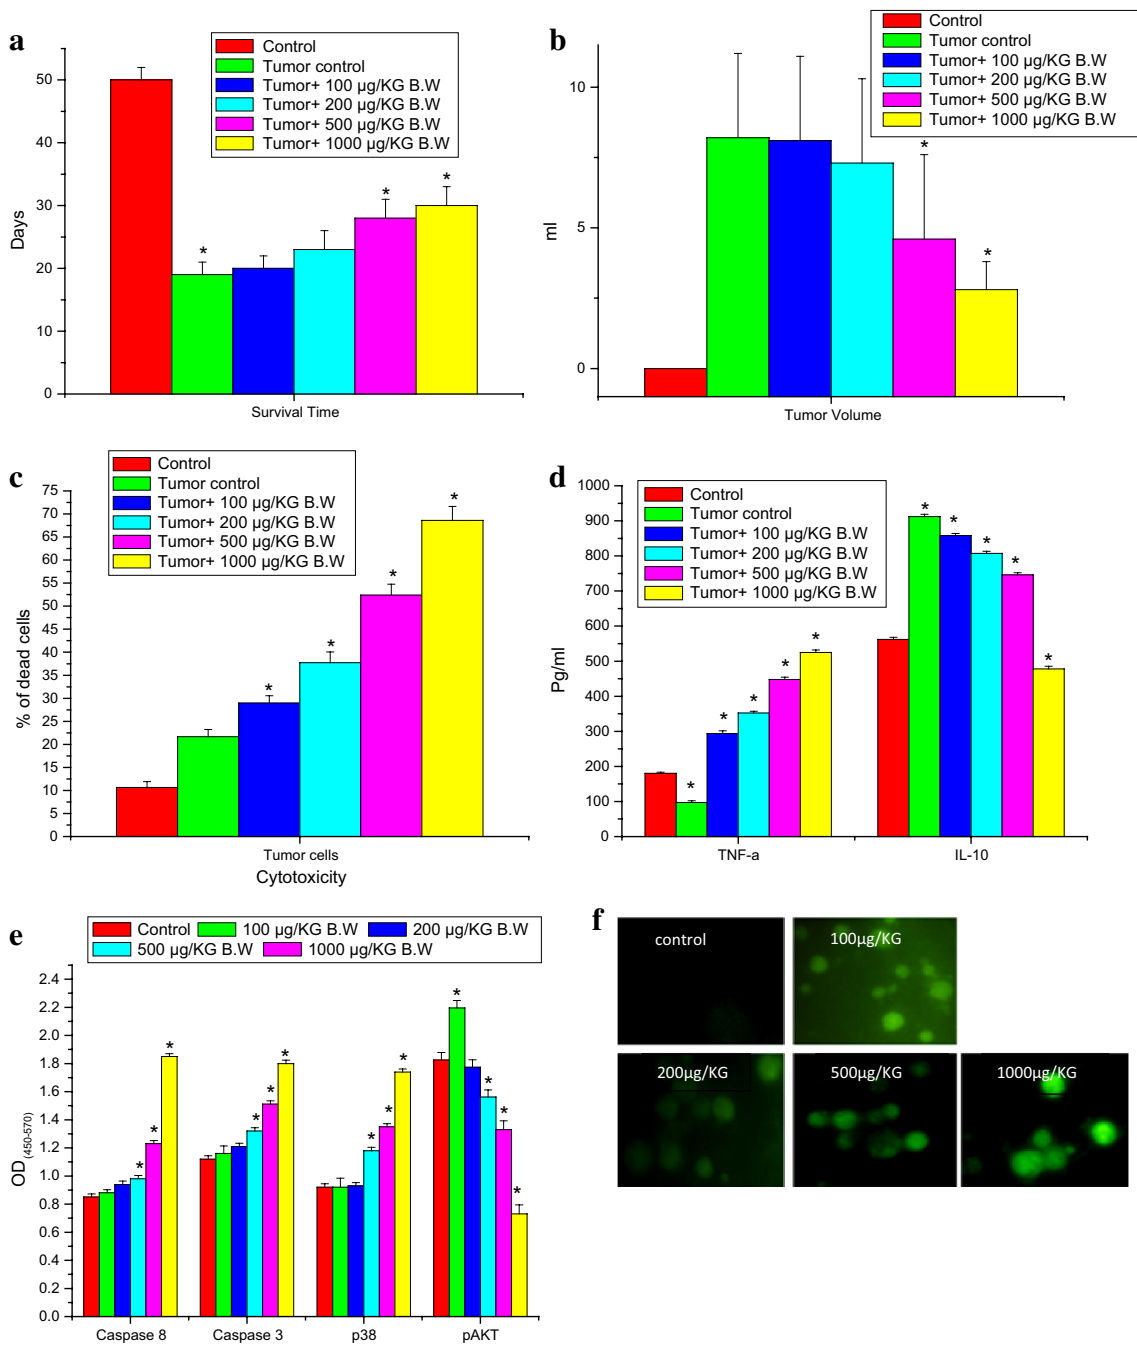 a
Control
Tumor control
Tumor+ 100 µg/KG B.W
Tumor+ 200 µg/KG B.W
Tumor+ 500 µg/KG B.W
Tumor+ 1000 µg/KG B.W
50
40
30
20
10
0
Days
* * *
Survival Time
b
Control
Tumor control
Tumor+ 100 µg/KG B.W
Tumor+ 200 µg/KG B.W
Tumor+ 500 µg/KG B.W
Tumor+ 1000 µg/KG B.W
10
5
0
ml
* *
Tumor Volume
c
Control
Tumor control
Tumor+ 100 µg/KG B.W
Tumor+ 200 µg/KG B.W
Tumor+ 500 µg/KG B.W
Tumor+ 1000 µg/KG B.W
75
70
65
60
55
50
45
40
35
30
25
20
15
10
5
0
% of dead cells
* * * *
Tumor cells
Cytotoxicity
d
Control
Tumor control
Tumor+ 100 µg/KG B.W
Tumor+ 200 µg/KG B.W
Tumor+ 500 µg/KG B.W
Tumor+ 1000 µg/KG B.W
1000
900
800
700
600
500
400
300
200
100
0
Pg/ml
* * * * * * * * * *
TNF-a IL-10
e
Control 100 µg/KG B.W 200 µg/KG B.W
500 µg/KG B.W 1000 µg/KG B.W
2.4
2.2
2.0
1.8
1.6
1.4
1.2
1.0
0.8
0.6
0.4
0.2
0.0
OD(450-570)
* * * * * * * * * * * * *
Caspase 8 Caspase 3 p38 pAKT
f
control 100µg/KG
200µg/KG 500µg/KG 1000µg/KG